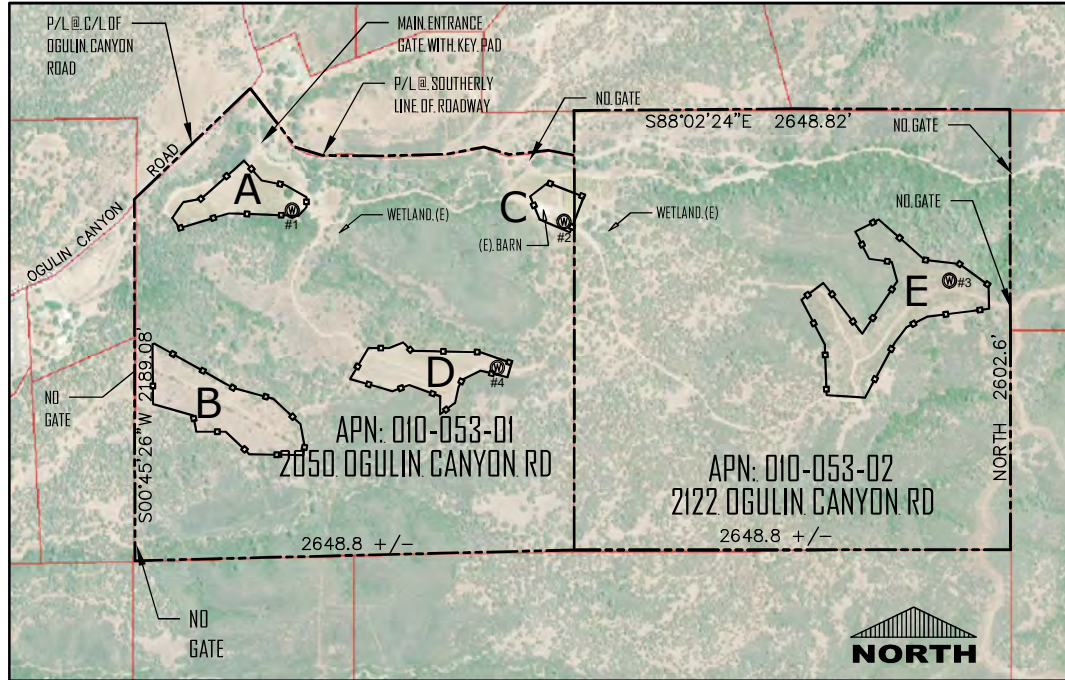 P/L @ C/L OF
OGULIN CANYON
ROAD
MAIN ENTRANCE
GATE WITH KEY PAD
P/L @ SOUTHERLY
LINE OF ROADWAY
NO GATE
S88°02'24"E 2648.82'
NO GATE
NO GATE
OGULIN CANYON ROAD
A
W
#1
WETLAND (E)
C
W
#2
(E) BARN
WETLAND (E)
E
W
#3
NO
GATE
S00°45'26"W 2189.08'
B
D
W
#4
APN: 010-053-01
2050 OGULIN CANYON RD
APN: 010-053-02
2122 OGULIN CANYON RD
NORTH 2602.6'
2648.8 +/-
2648.8 +/-
NO
GATE
NORTH